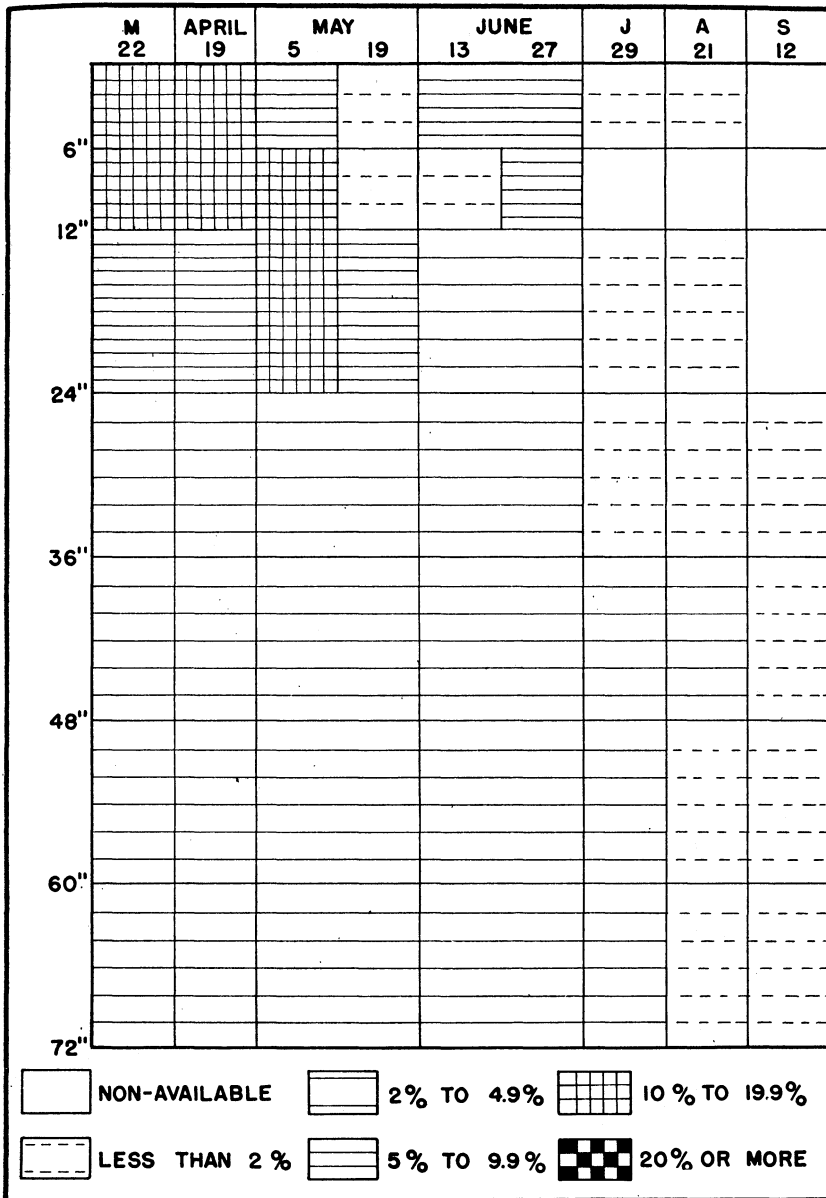 M APRIL MAY JUNE J A S
22 19 5 19 13 27 29 21 12
6"
12"
24"
36"
48"
60"
72"
NON-AVAILABLE 2% TO 4.9% 10% TO 19.9%
LESS THAN 2% 5% TO 9.9% 20% OR MORE